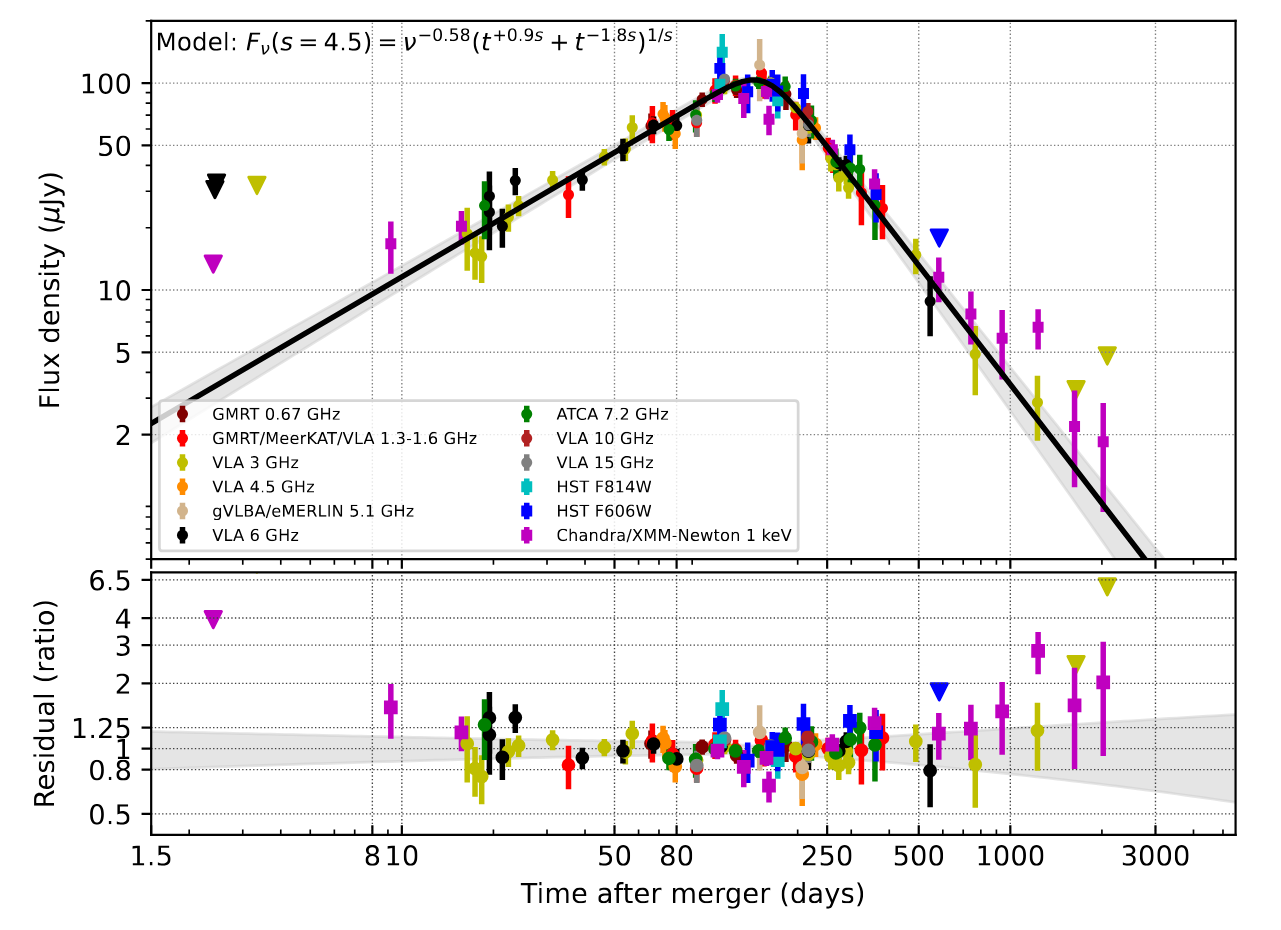 Model: F_ν(s = 4.5) = ν^{−0.58}(t^{+0.9s} + t^{−1.8s})^{1/s}
100
50
10
5
2
Flux density (μJy)
GMRT 0.67 GHz
GMRT/MeerKAT/VLA 1.3-1.6 GHz
VLA 3 GHz
VLA 4.5 GHz
gVLBA/eMERLIN 5.1 GHz
VLA 6 GHz
ATCA 7.2 GHz
VLA 10 GHz
VLA 15 GHz
HST F814W
HST F606W
Chandra/XMM-Newton 1 keV
6.5
4
3
2
1.25
1
0.8
0.5
Residual (ratio)
1.5 8 10 50 80 250 500 1000 3000
Time after merger (days)